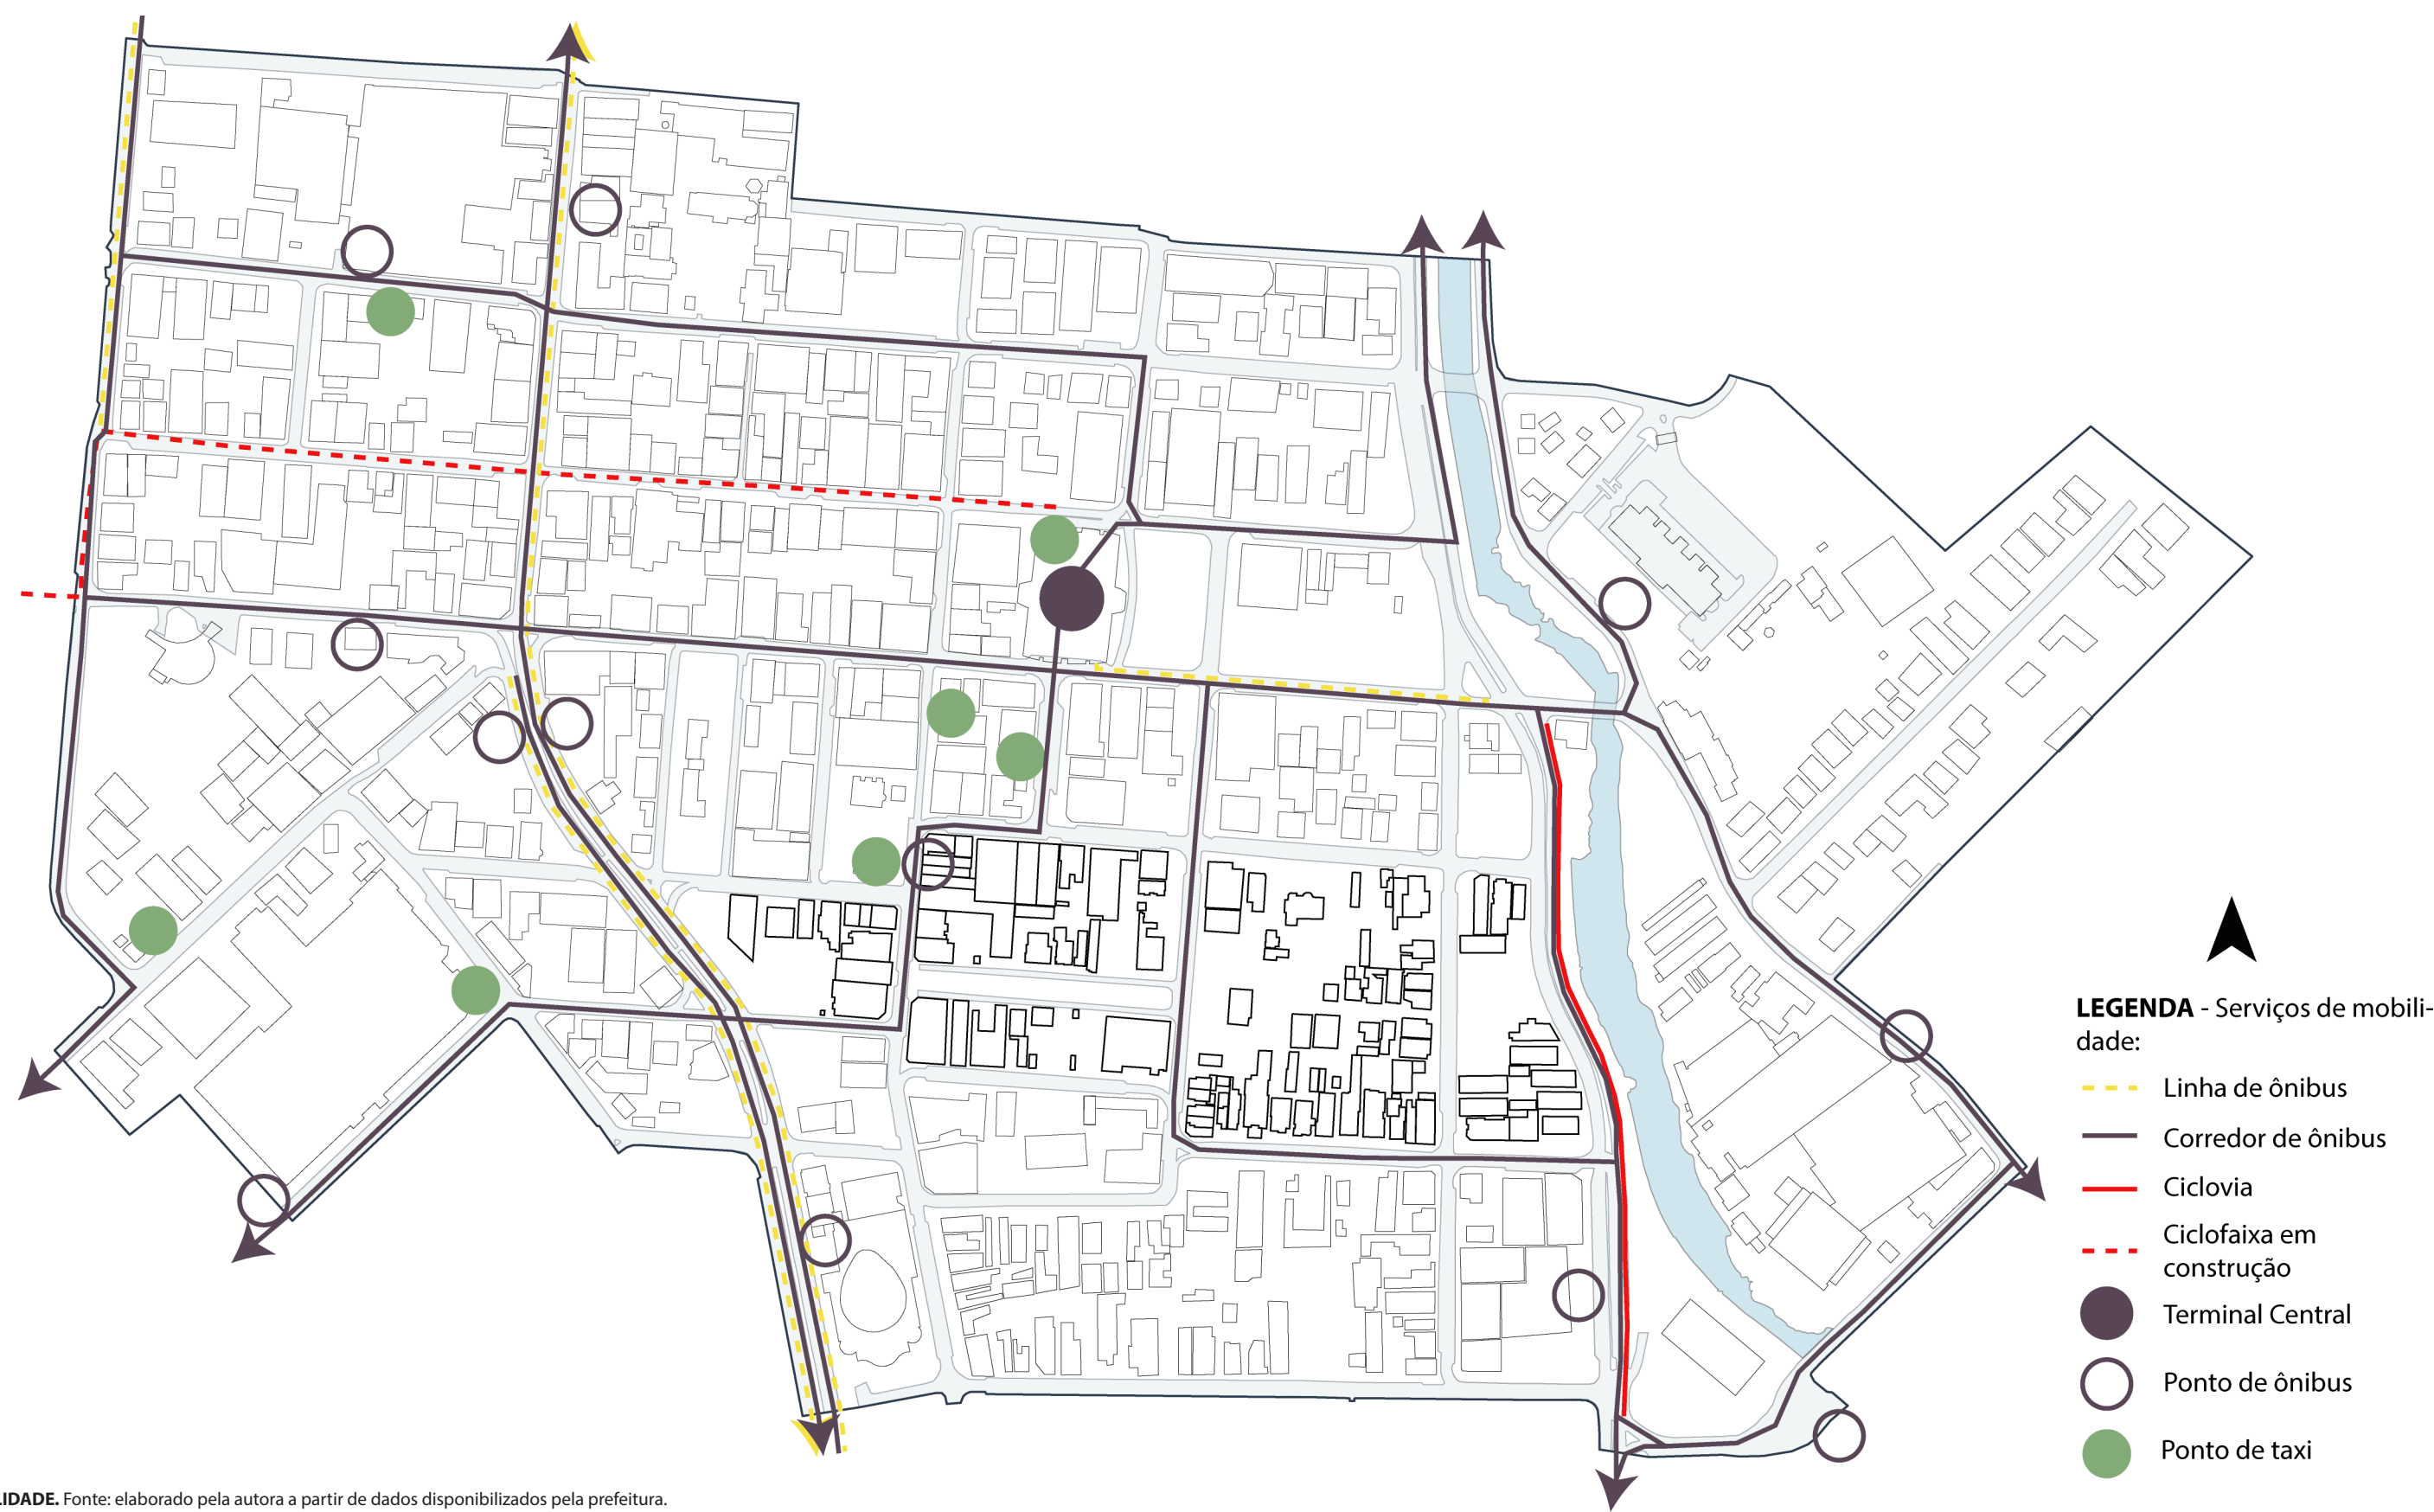 LEGENDA - Serviços de mobili-
dade:
Linha de ônibus
Corredor de ônibus
Ciclovia
Ciclofaixa em
construção
Terminal Central
Ponto de ônibus
Ponto de taxi
LIDADE. Fonte: elaborado pela autora a partir de dados disponibilizados pela prefeitura.